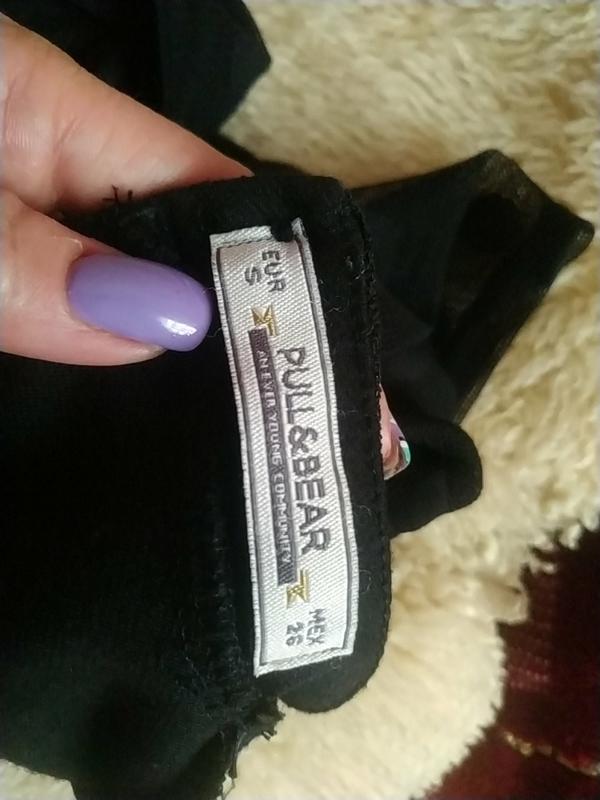 EUR
S
PULL&BEAR
AN EVER YOUNG COMMUNITY
MEX
26